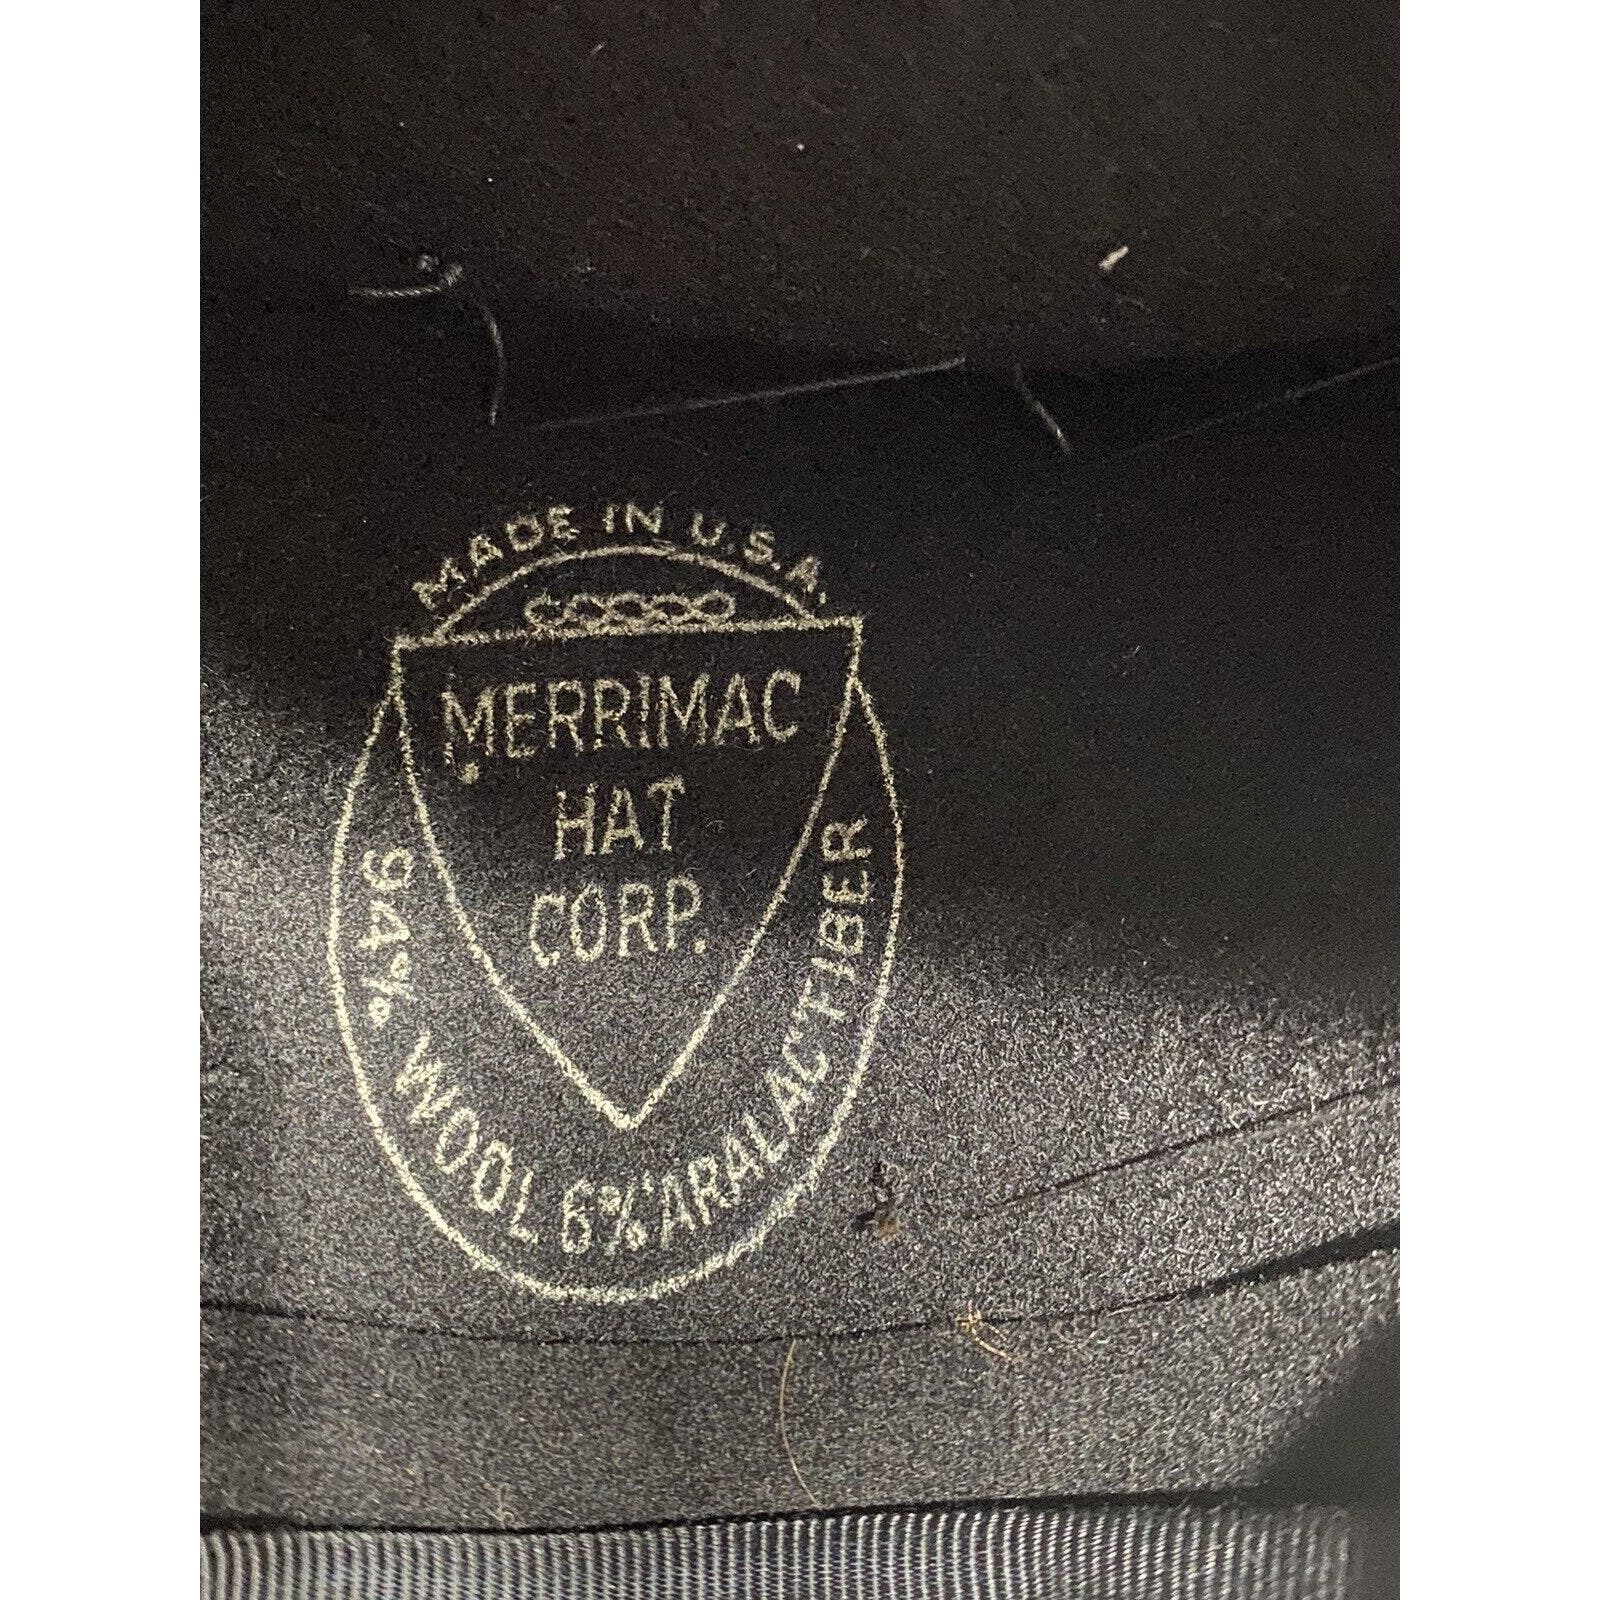 MADE IN U.S.A.
MERRIMAC
HAT
CORP.
94% WOOL 6% "ARALAC" FIBER